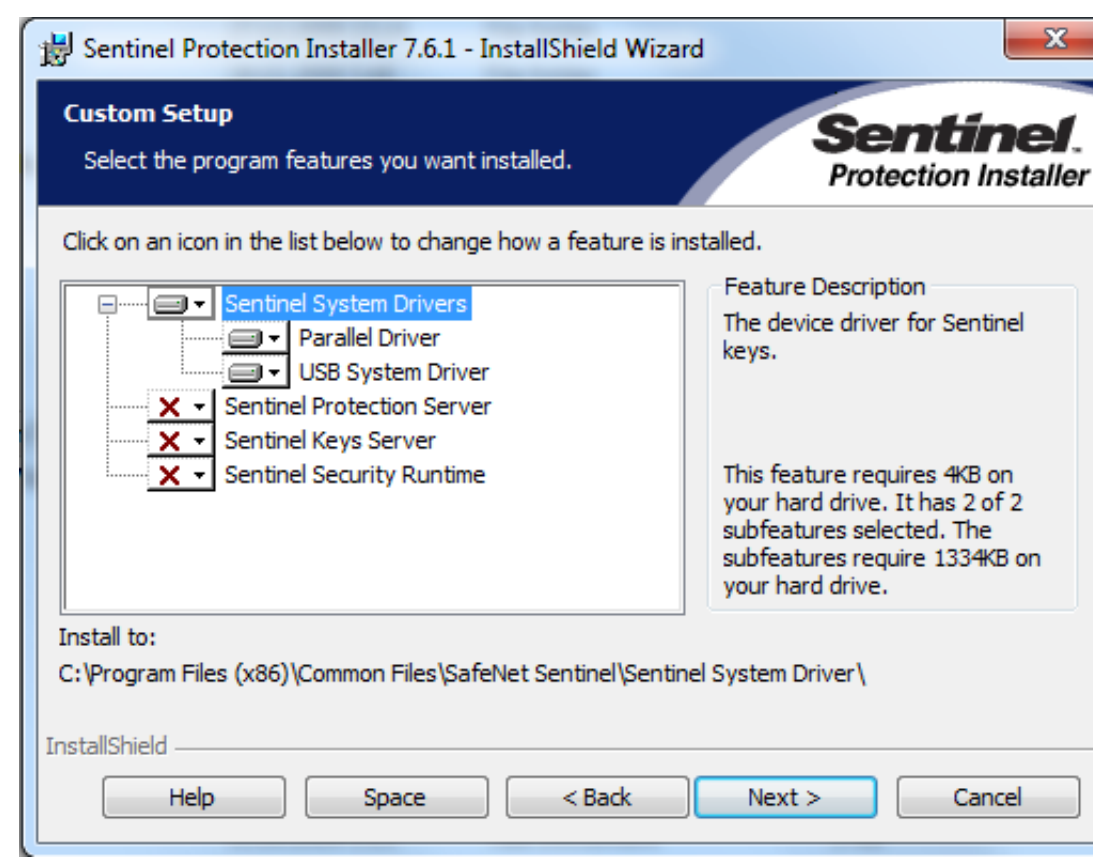 Sentinel Protection Installer 7.6.1 - InstallShield Wizard
Custom Setup
Select the program features you want installed.
Sentinel.
Protection Installer
Click on an icon in the list below to change how a feature is installed.
Sentinel System Drivers
Parallel Driver
USB System Driver
Sentinel Protection Server
Sentinel Keys Server
Sentinel Security Runtime
Feature Description
The device driver for Sentinel
keys.
This feature requires 4KB on
your hard drive. It has 2 of 2
subfeatures selected. The
subfeatures require 1334KB on
your hard drive.
Install to:
C:\Program Files (x86)\Common Files\SafeNet Sentinel\Sentinel System Driver\
InstallShield
Help
Space
< Back
Next >
Cancel